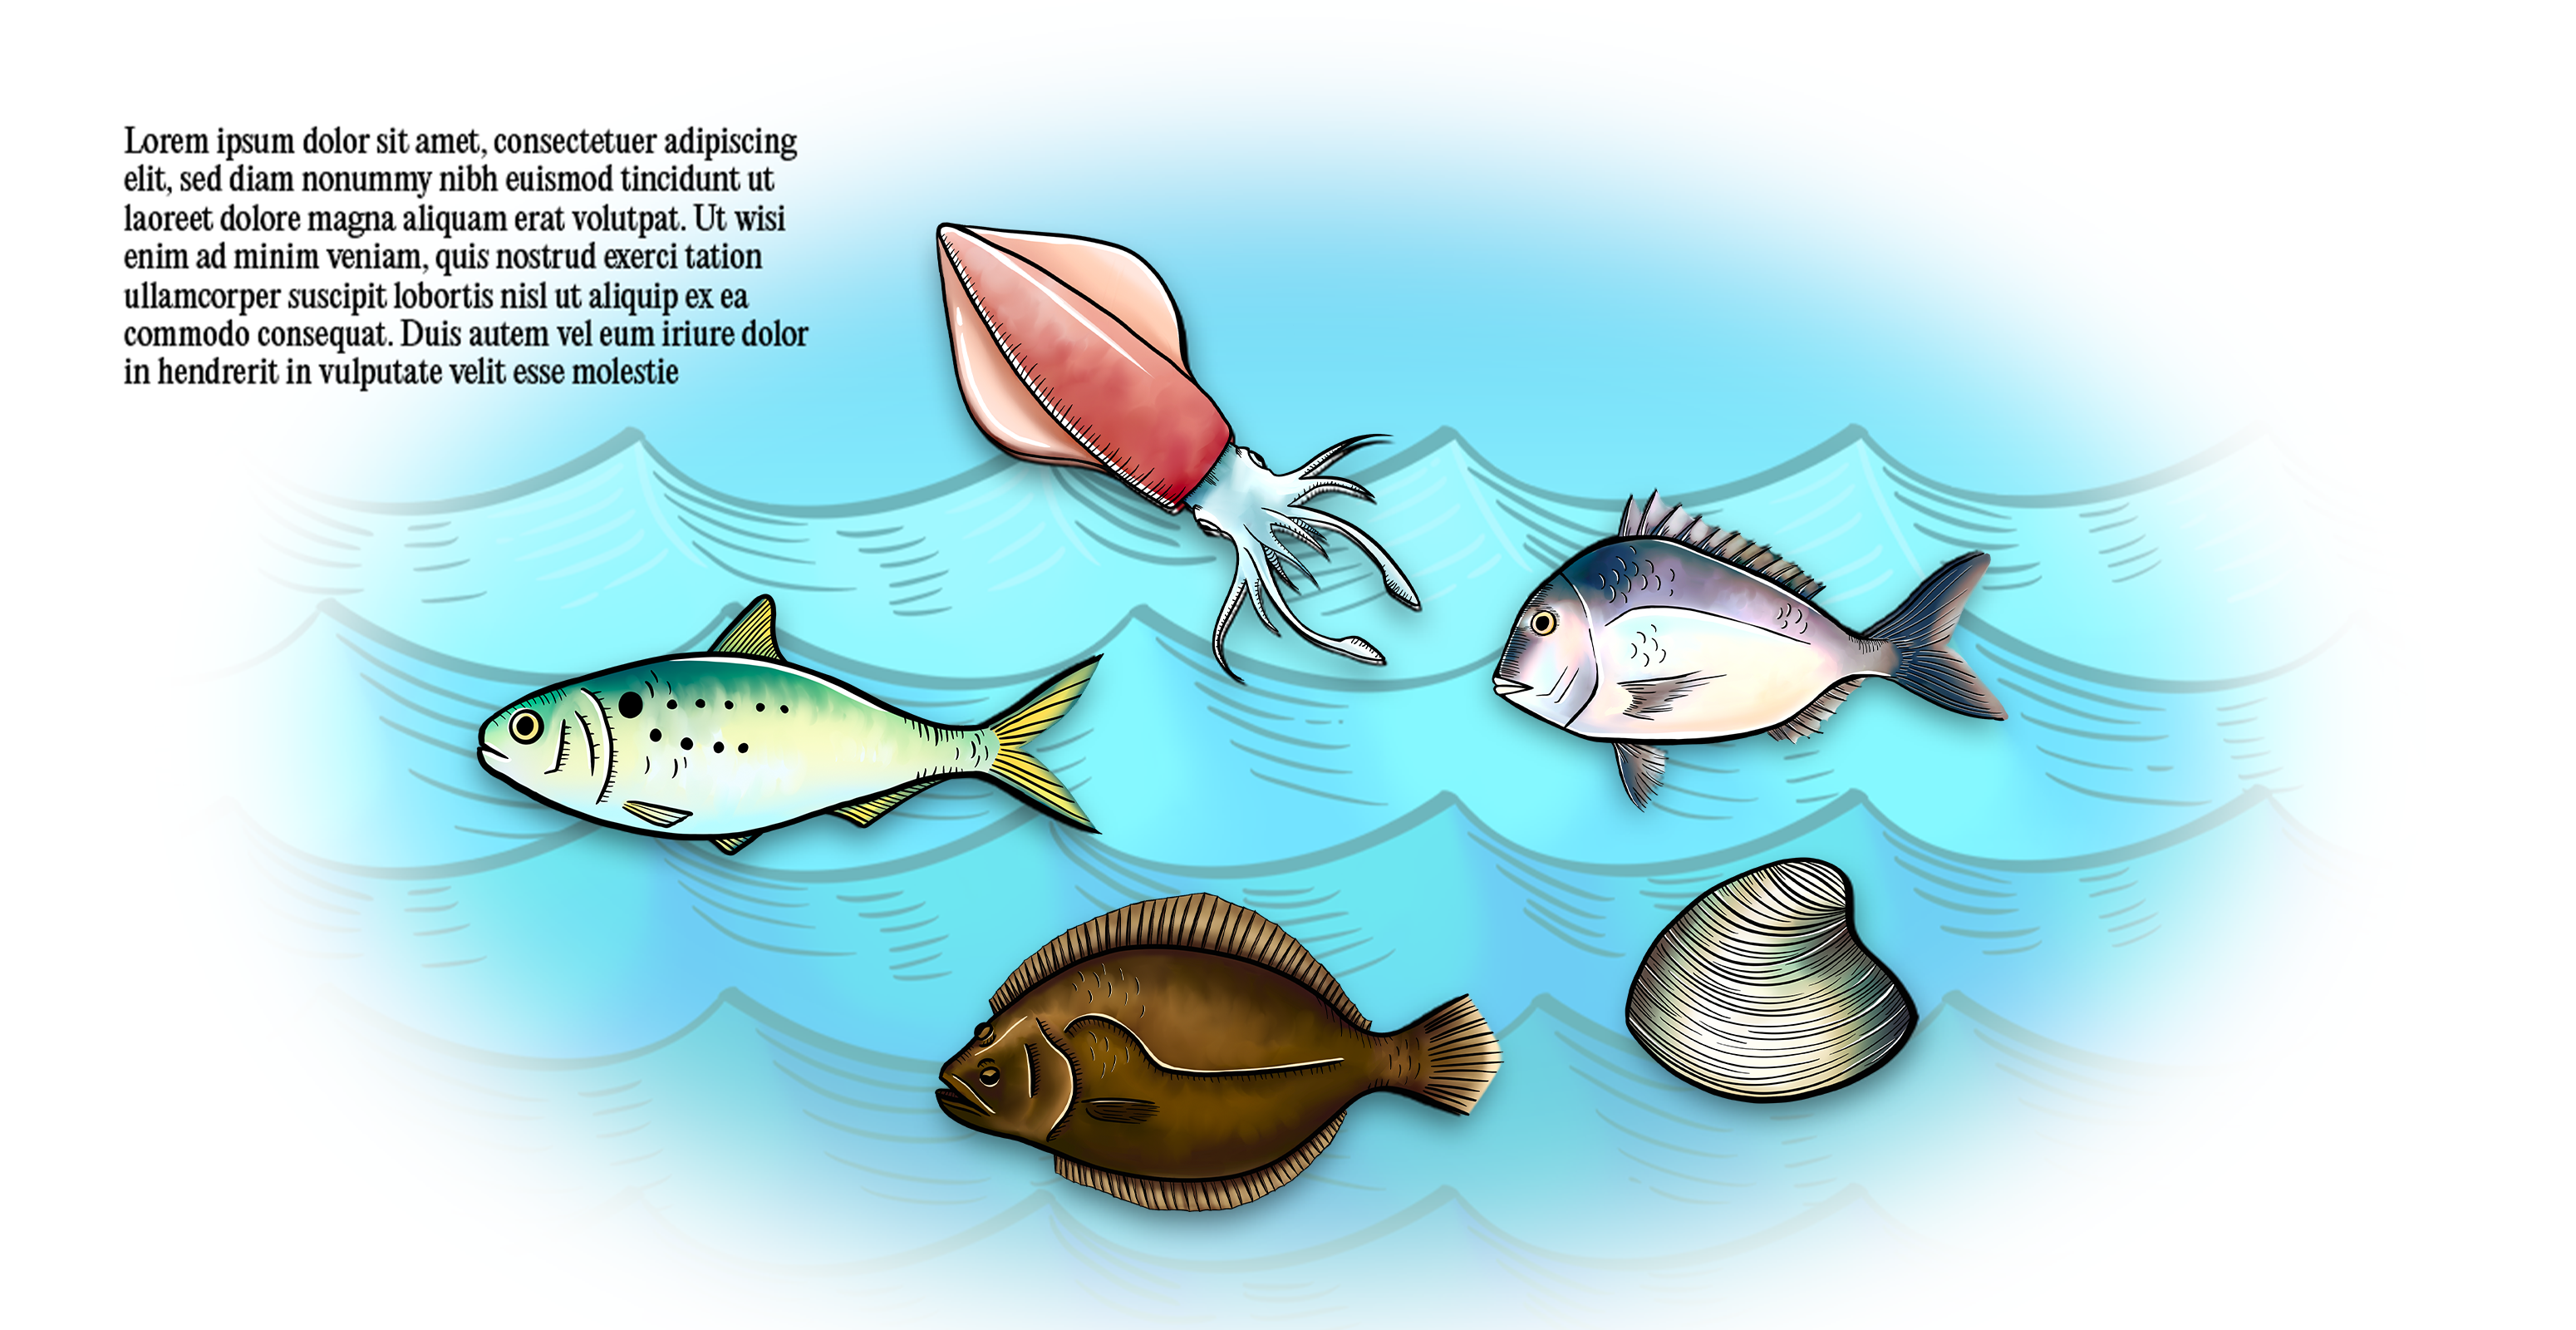 Lorem ipsum dolor sit amet, consectetuer adipiscing
elit, sed diam nonummy nibh euismod tincidunt ut
laoreet dolore magna aliquam erat volutpat. Ut wisi
enim ad minim veniam, quis nostrud exerci tation
ullamcorper suscipit lobortis nisl ut aliquip ex ea
commodo consequat. Duis autem vel eum iriure dolor
in hendrerit in vulputate velit esse molestie